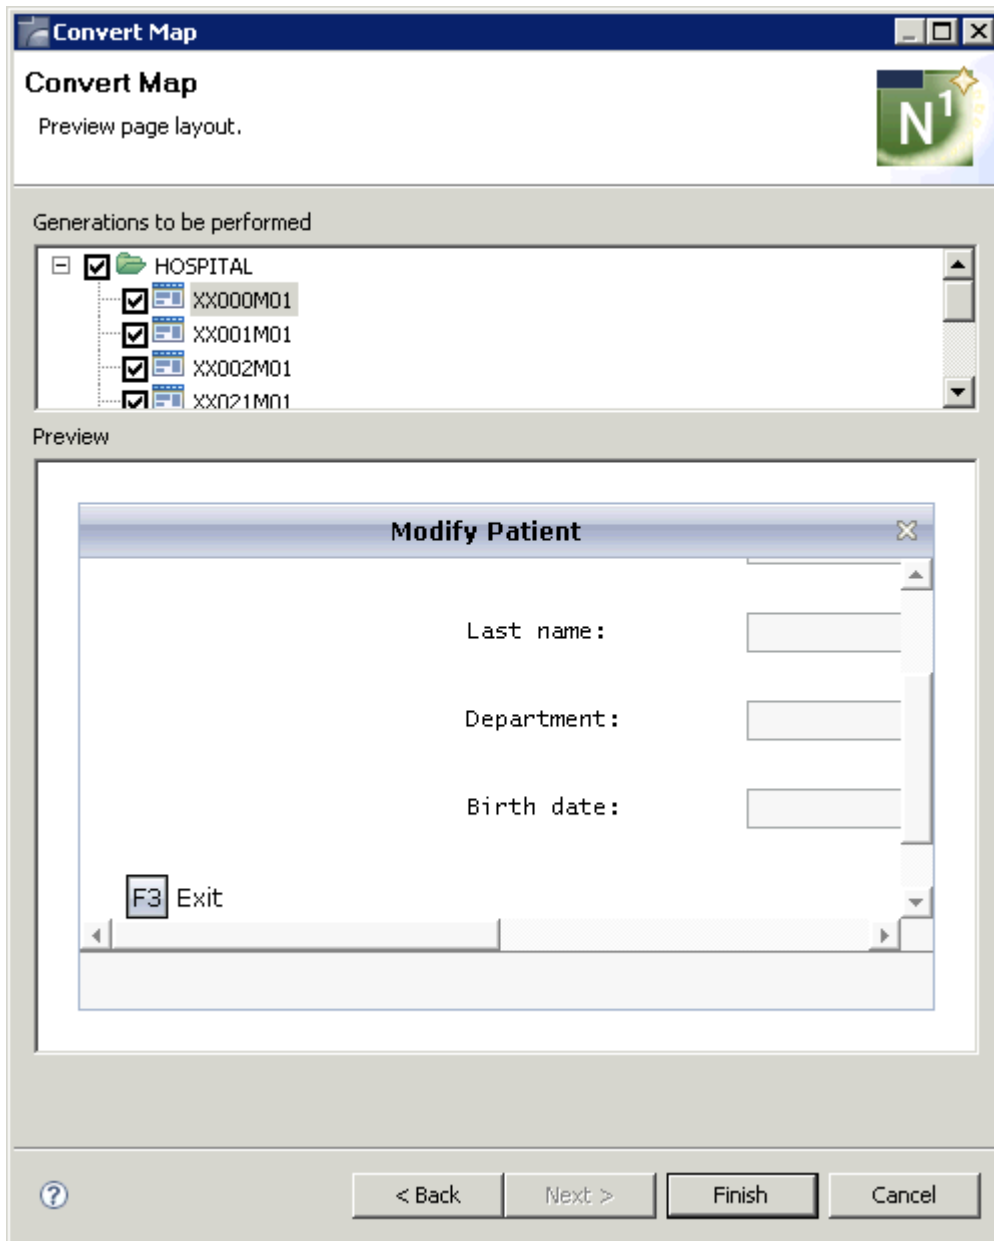 Convert Map
Convert Map
Preview page layout.
N1
Generations to be performed
HOSPITAL
XX000M01
XX001M01
XX002M01
XX021M01
Preview
Modify Patient
Last name:
Department:
Birth date:
F3 Exit
? < Back Next > Finish Cancel